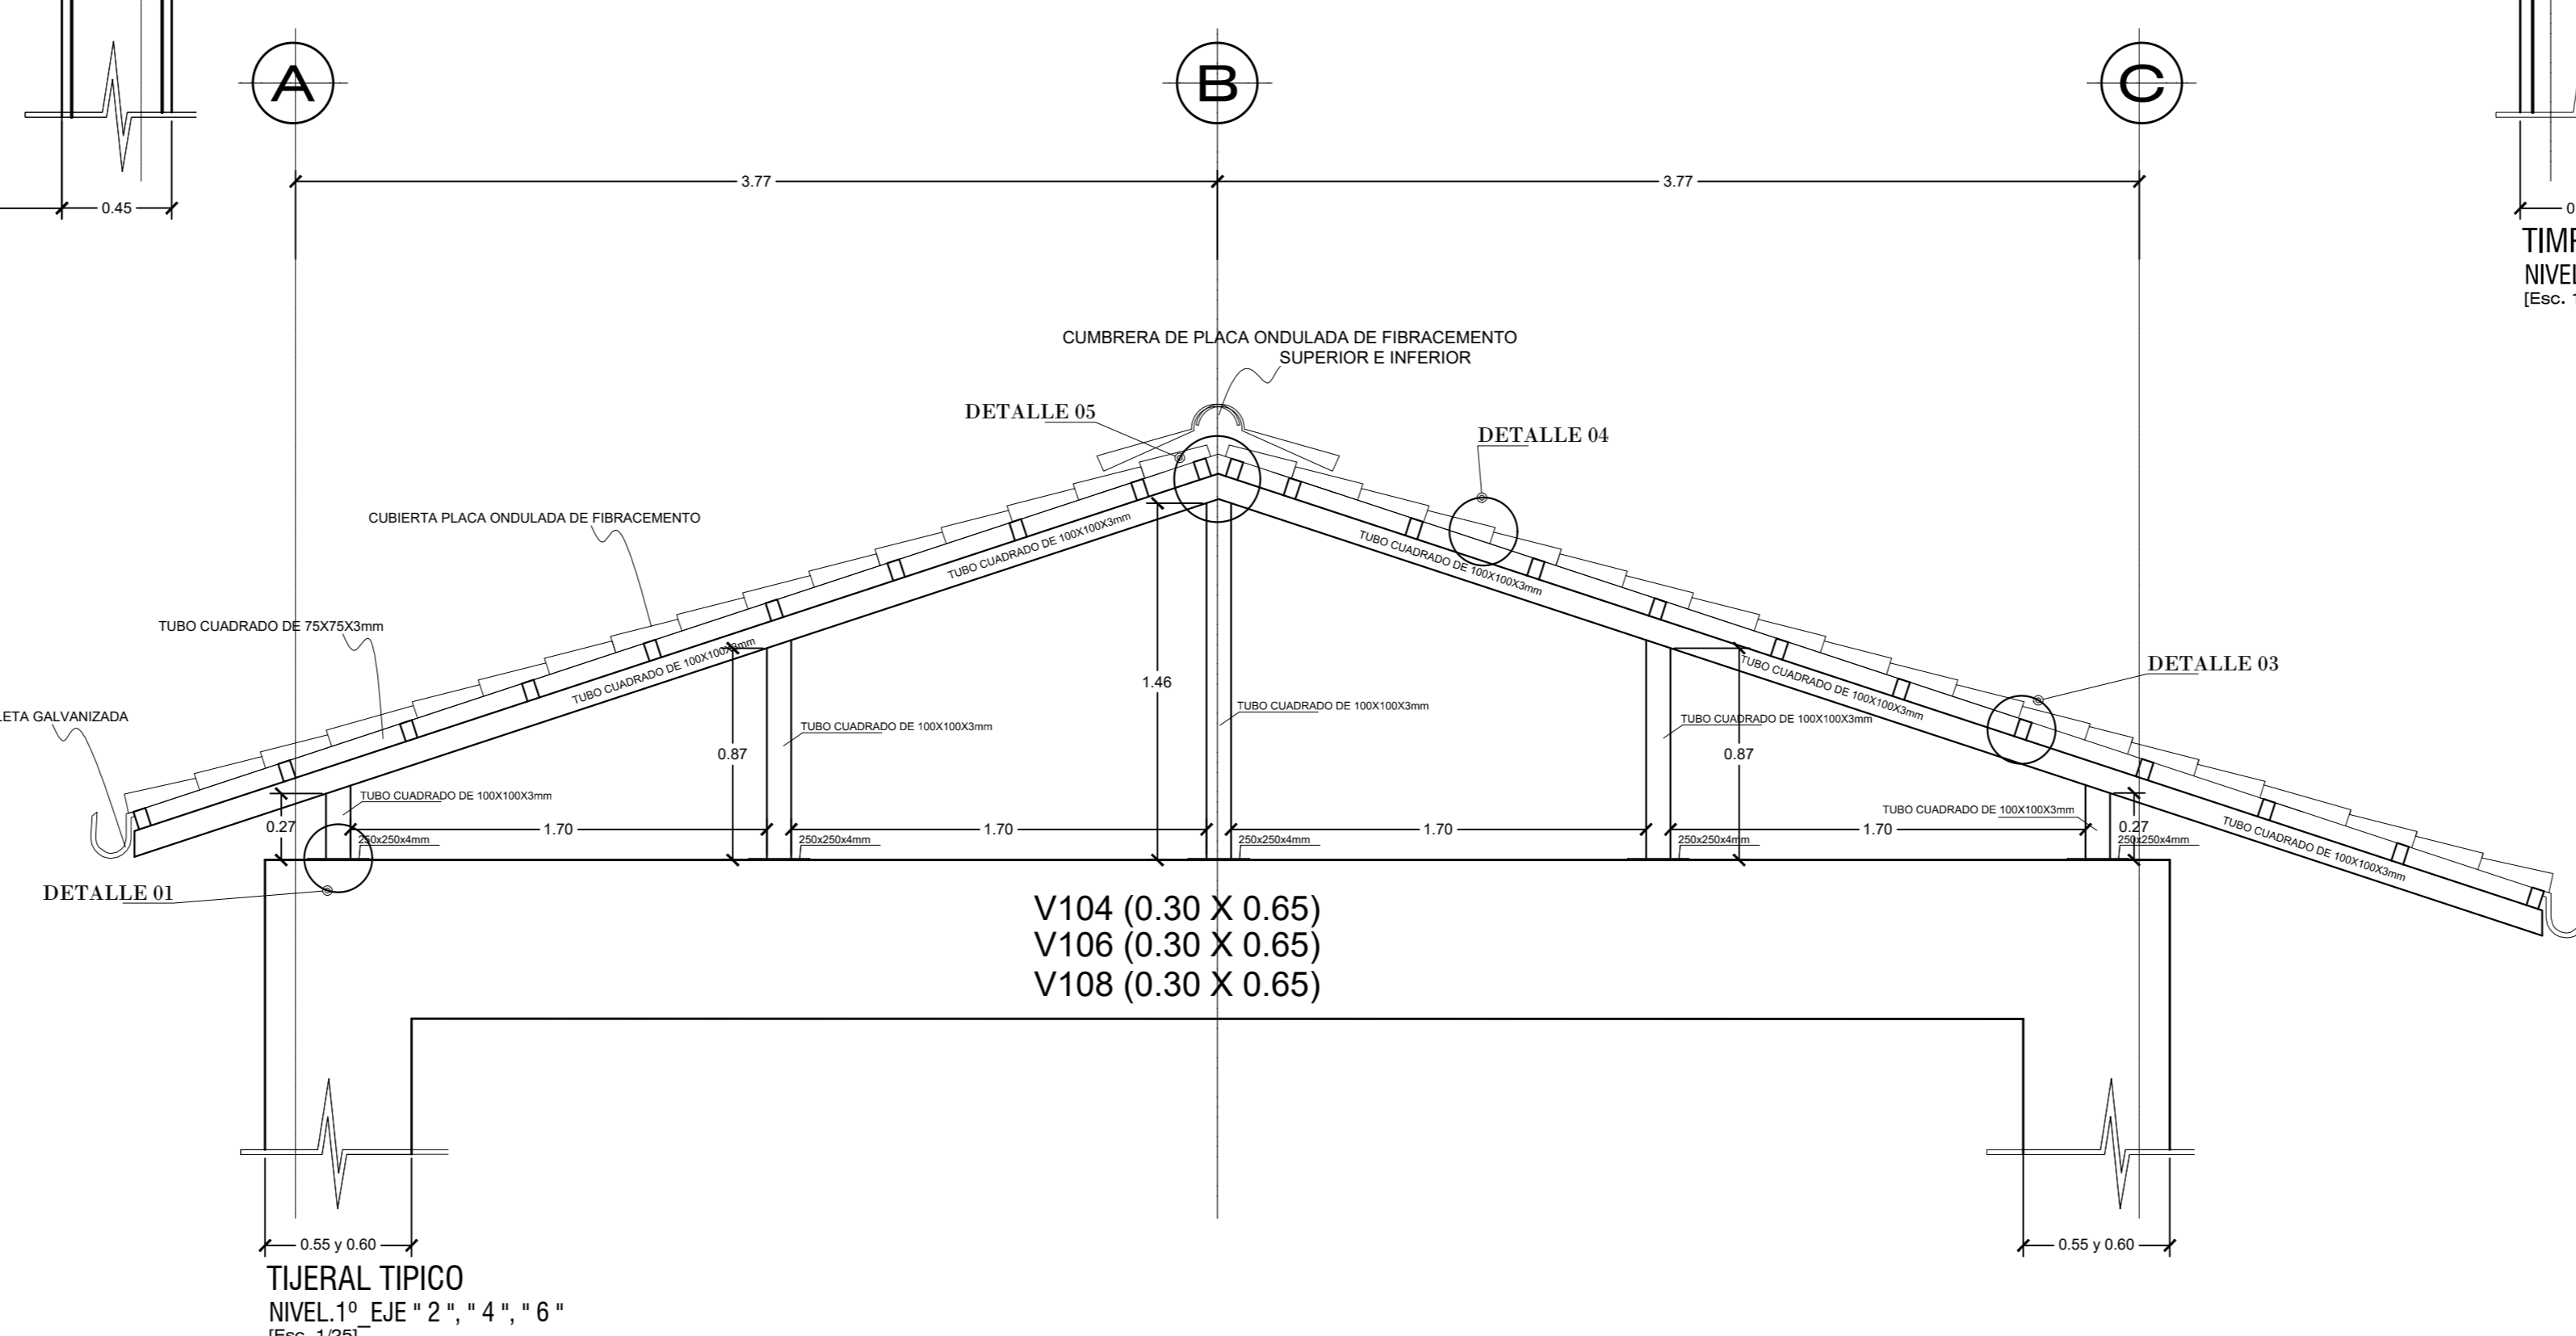 A
B
C
3.77
3.77
0.45
NIVEL
[Esc. 1
CUMBRERA DE PLACA ONDULADA DE FIBRACEMENTO
SUPERIOR E INFERIOR
DETALLE 05
DETALLE 04
CUBIERTA PLACA ONDULADA DE FIBRACEMENTO
TUBO CUADRADO DE 100X100X3mm
TUBO CUADRADO DE 100X100X3mm
TUBO CUADRADO DE 75X75X3mm
TUBO CUADRADO DE 100X100X3mm
TUBO CUADRADO DE 100X100X3mm
DETALLE 03
LETA GALVANIZADA
1.46
TUBO CUADRADO DE 100X100X3mm
TUBO CUADRADO DE 100X100X3mm
TUBO CUADRADO DE 100X100X3mm
0.87
0.87
TUBO CUADRADO DE 100X100X3mm
TUBO CUADRADO DE 100X100X3mm
0.27
1.70
1.70
1.70
1.70
0.27
250x250x4mm
250x250x4mm
250x250x4mm
250x250x4mm
250x250x4mm
TUBO CUADRADO DE 100X100X3mm
DETALLE 01
V104 (0.30 X 0.65)
V106 (0.30 X 0.65)
V108 (0.30 X 0.65)
0.55 y 0.60
0.55 y 0.60
TIJERAL TIPICO
NIVEL.1º_EJE " 2 ", " 4 ", " 6 "
[Esc. 1/25]